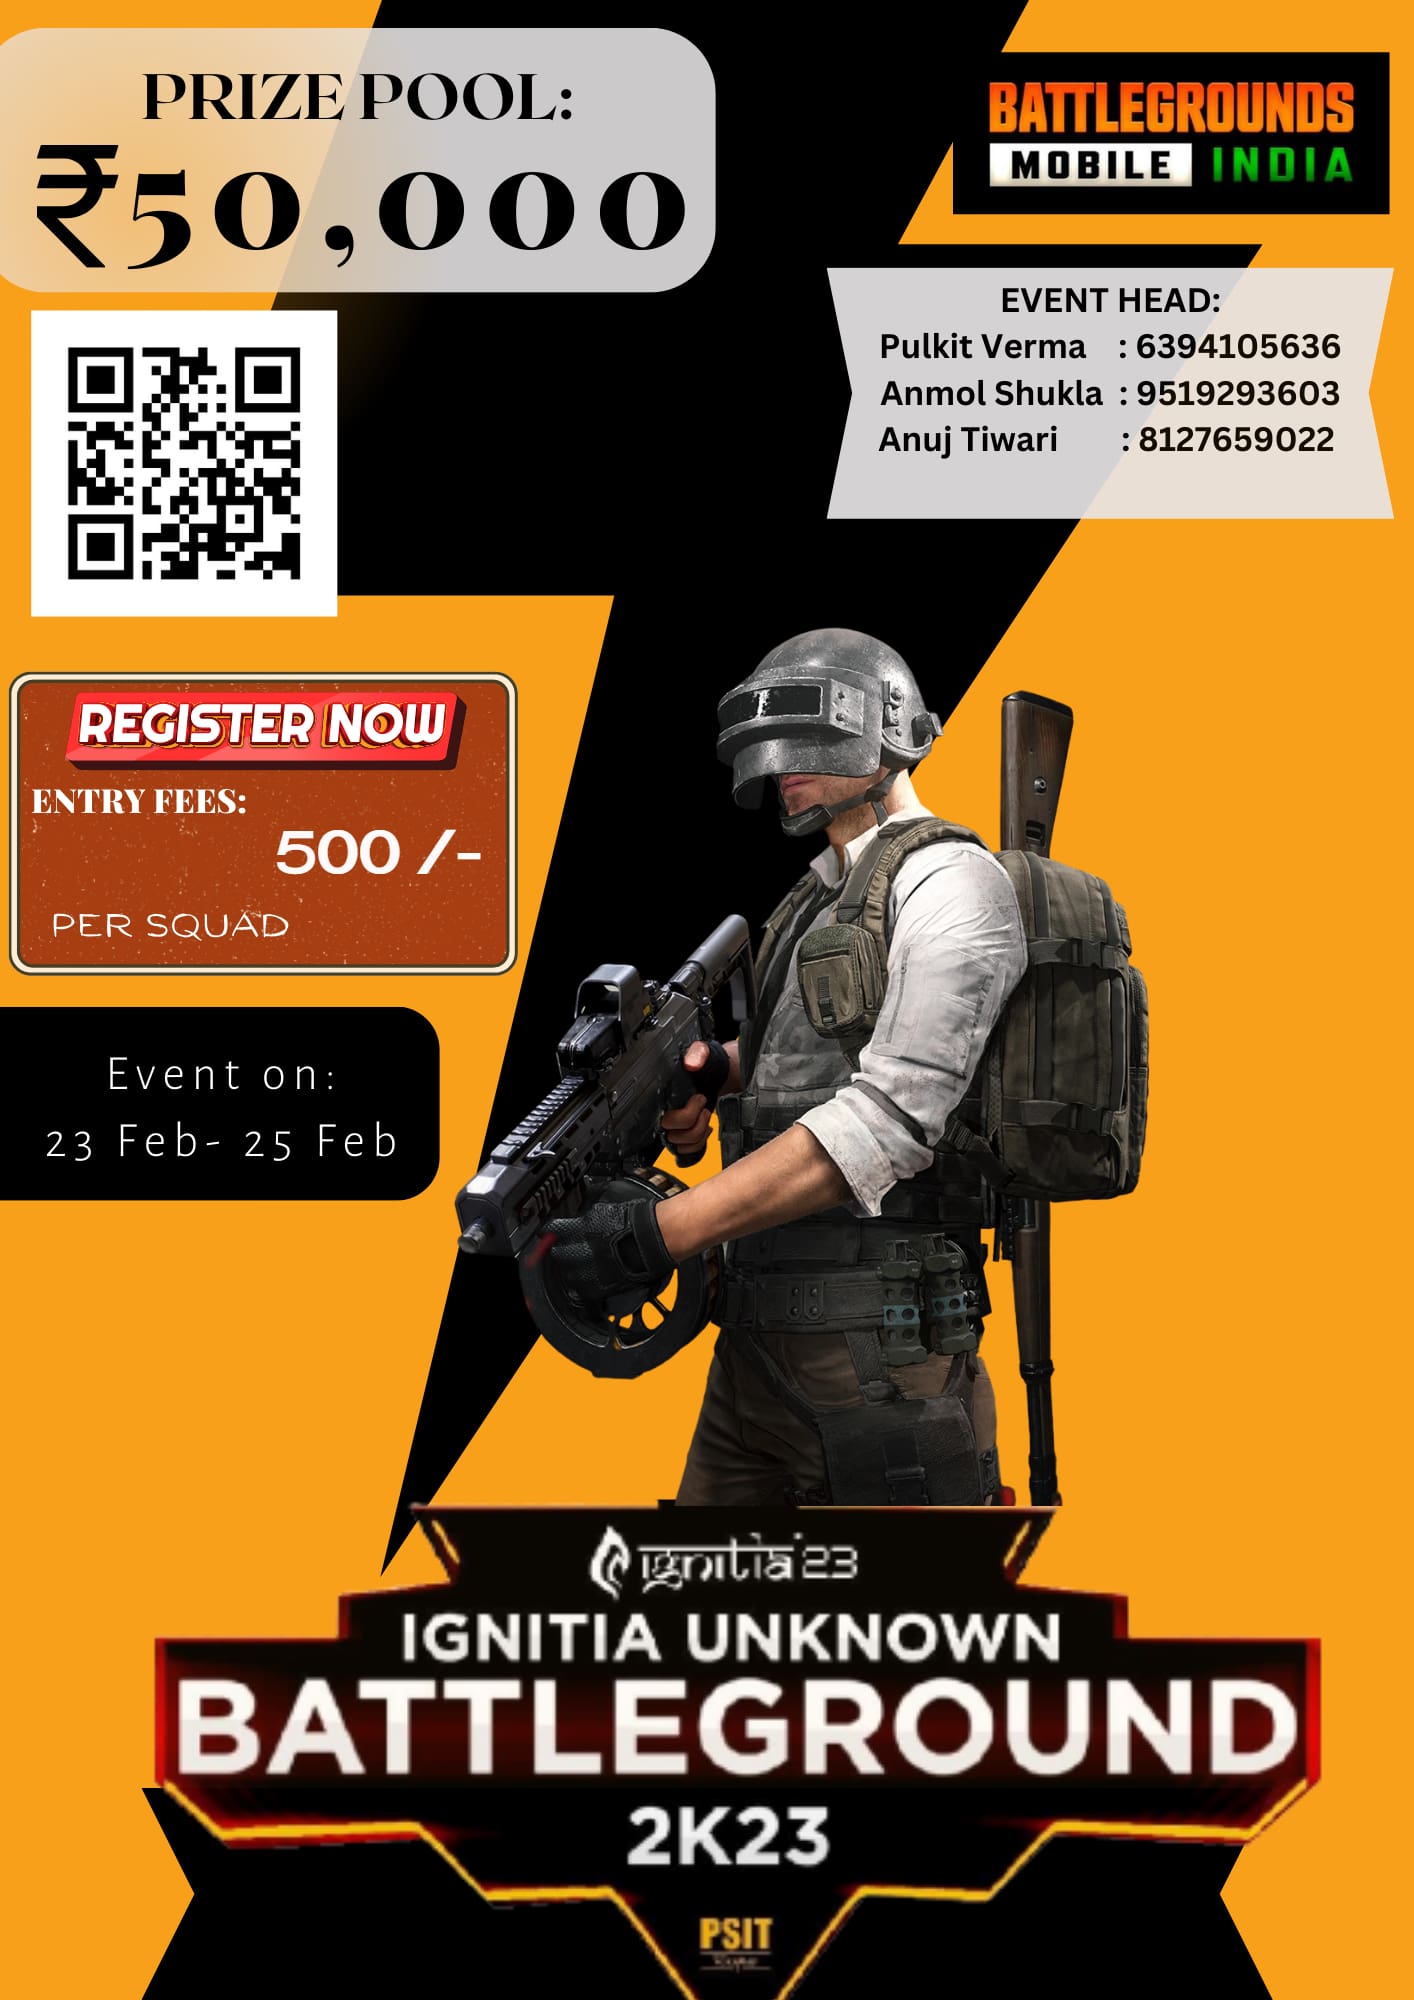 PRIZE POOL:
₹50,000
BATTLEGROUNDS
MOBILE INDIA
EVENT HEAD:
Pulkit Verma : 6394105636
Anmol Shukla : 9519293603
Anuj Tiwari : 8127659022
REGISTER NOW
ENTRY FEES:
500 /-
PER SQUAD
Event on:
23 Feb- 25 Feb
ignitia'23
IGNITIA UNKNOWN
BATTLEGROUND
2K23
PSIT